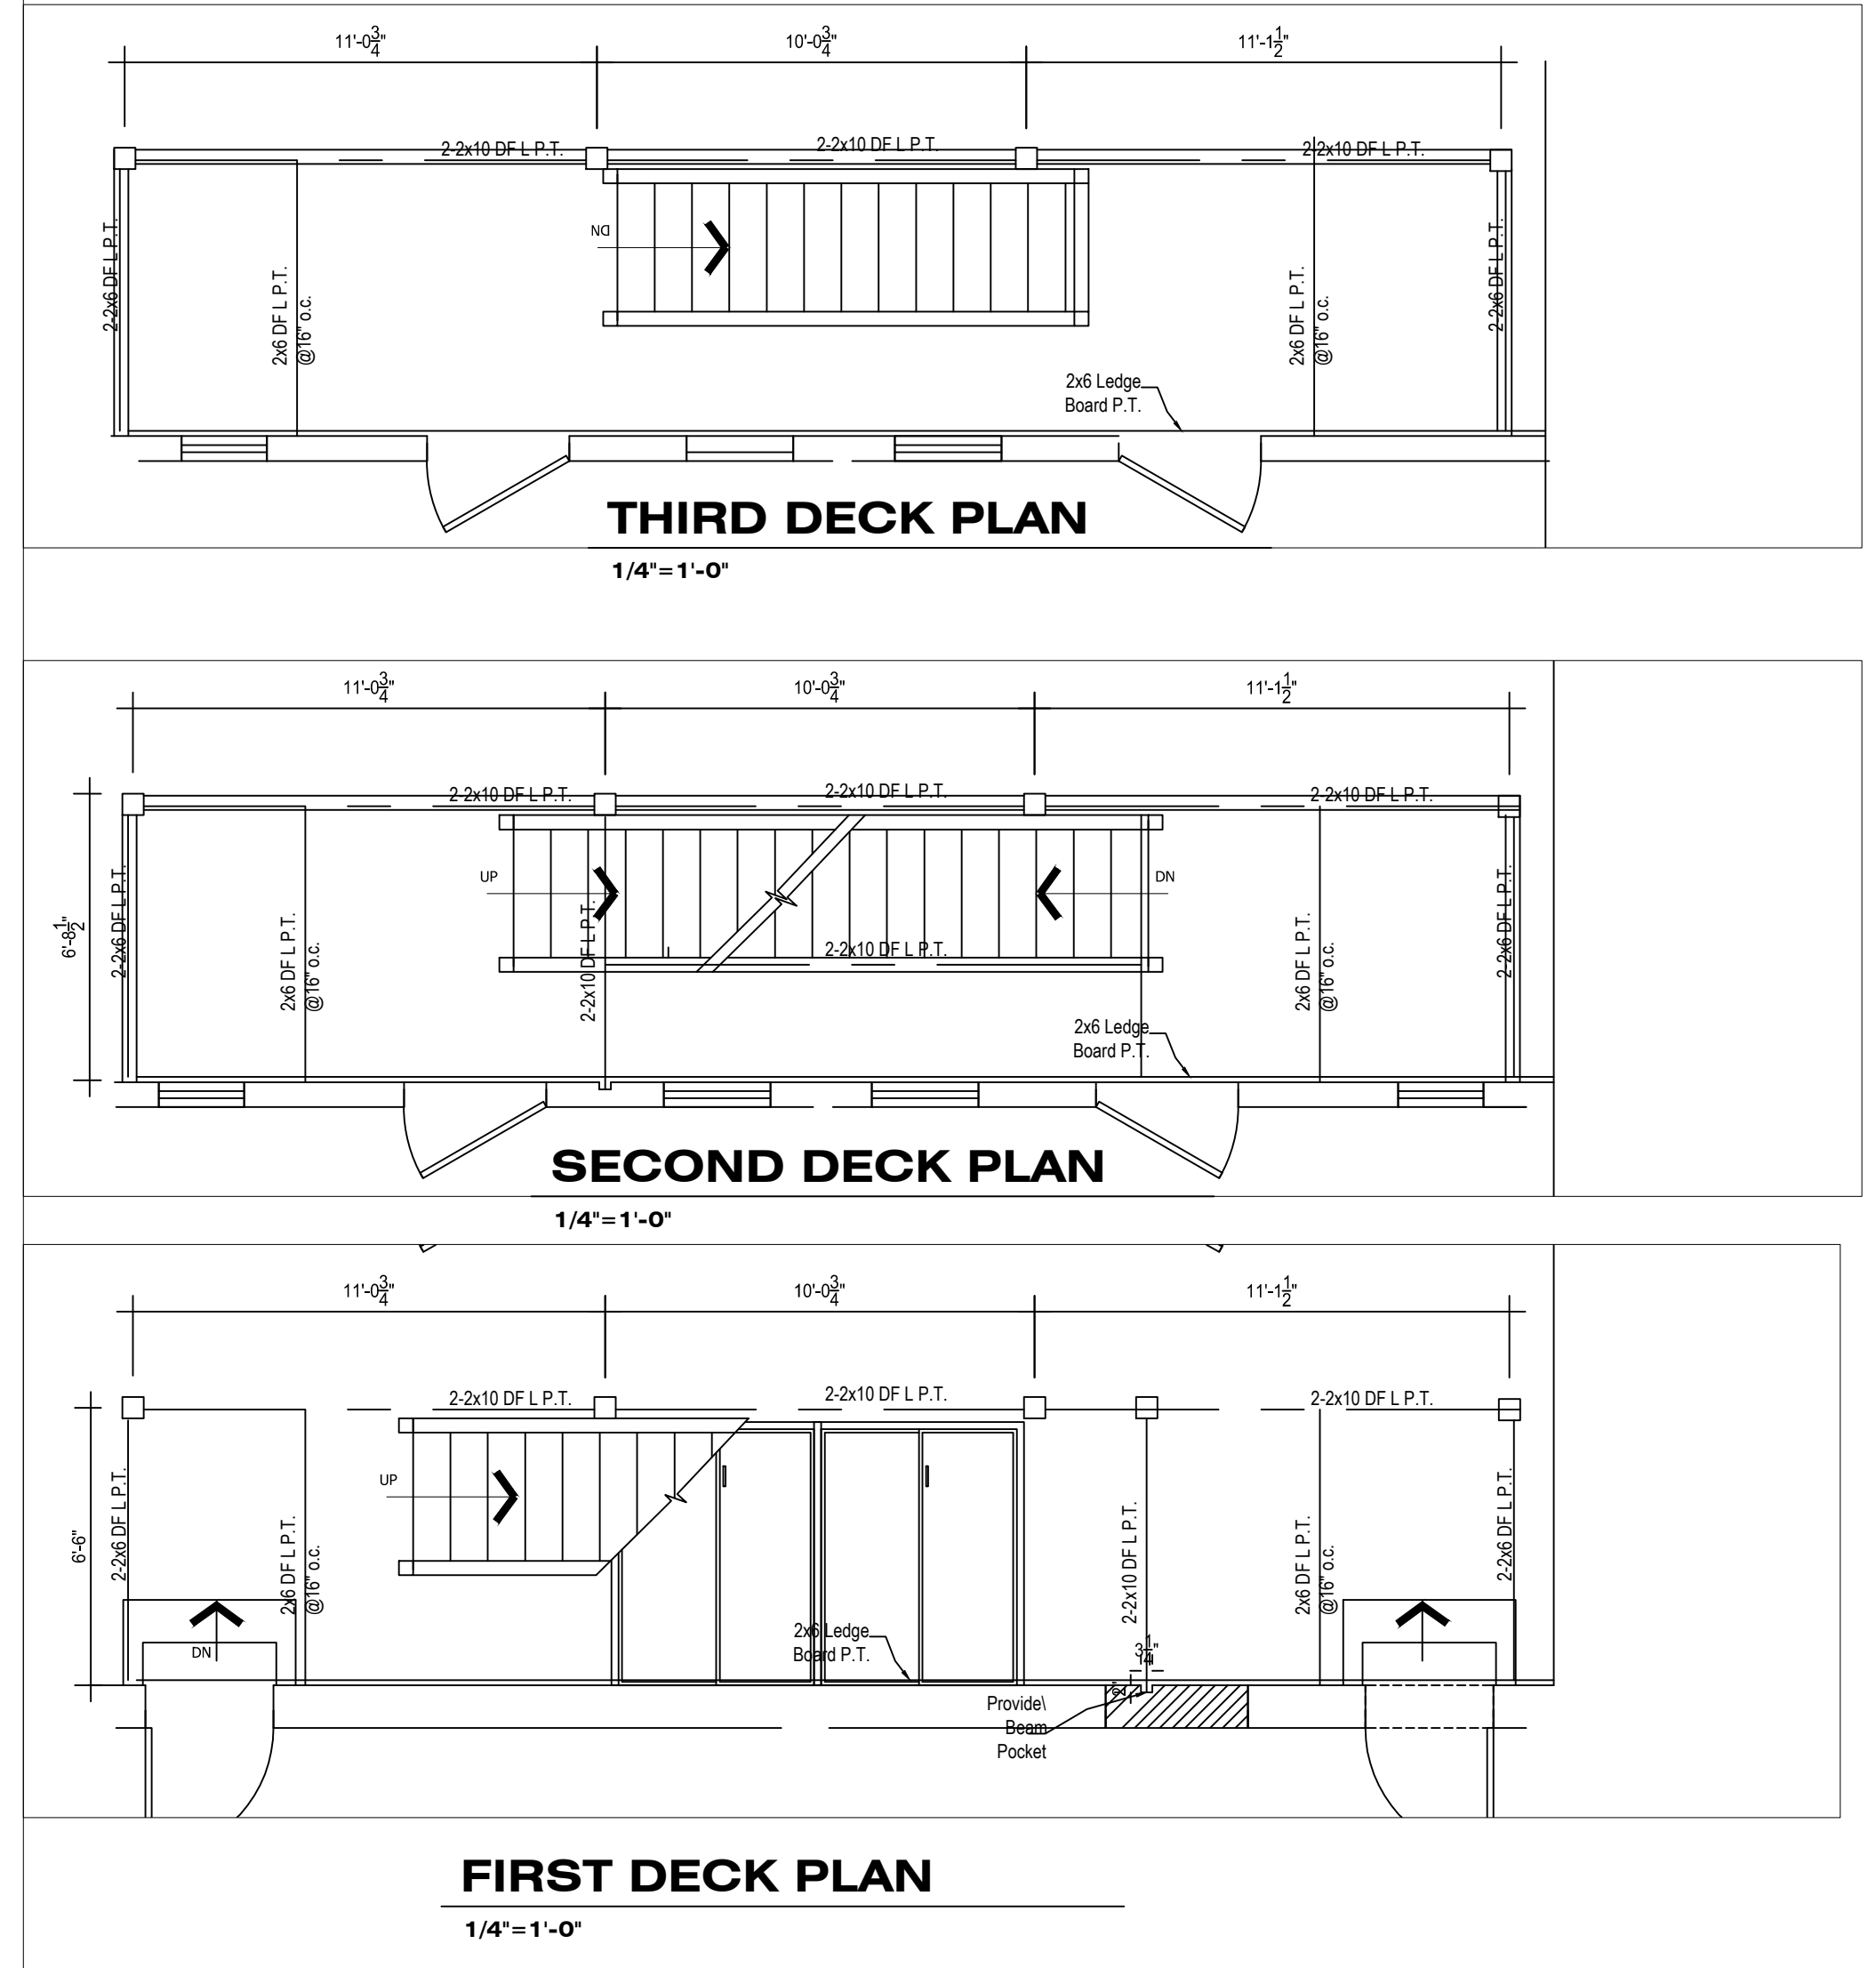 11'-0 3/4" 10'-0 3/4" 11'-1 1/2"
2-2x10 DF L P.T. 2-2x10 DF L P.T. 2-2x10 DF L P.T.
2-2x6 DF L P.T.
2x6 DF L P.T.
@16" o.c.
DN
2x6 DF L P.T.
@16" o.c.
2-2x6 DF L P.T.
2x6 Ledge
Board P.T.
THIRD DECK PLAN
1/4"=1'-0"
11'-0 3/4" 10'-0 3/4" 11'-1 1/2"
2-2x10 DF L P.T. 2-2x10 DF L P.T. 2-2x10 DF L P.T.
6'-8 1/2"
2-2x6 DF L P.T.
2x6 DF L P.T.
@16" o.c.
UP
2-2x10 DF L P.T.
2-2x10 DF L P.T.
DN
2x6 DF L P.T.
@16" o.c.
2-2x6 DF L P.T.
2x6 Ledge
Board P.T.
SECOND DECK PLAN
1/4"=1'-0"
11'-0 3/4" 10'-0 3/4" 11'-1 1/2"
2-2x10 DF L P.T. 2-2x10 DF L P.T. 2-2x10 DF L P.T.
6'-6"
2-2x6 DF L P.T.
2x6 DF L P.T.
@16" o.c.
UP
DN
2-2x10 DF L P.T.
2x6 DF L P.T.
@16" o.c.
2-2x6 DF L P.T.
2x6 Ledge
Board P.T.
3 1/4"
Provide\
Beam
Pocket
FIRST DECK PLAN
1/4"=1'-0"